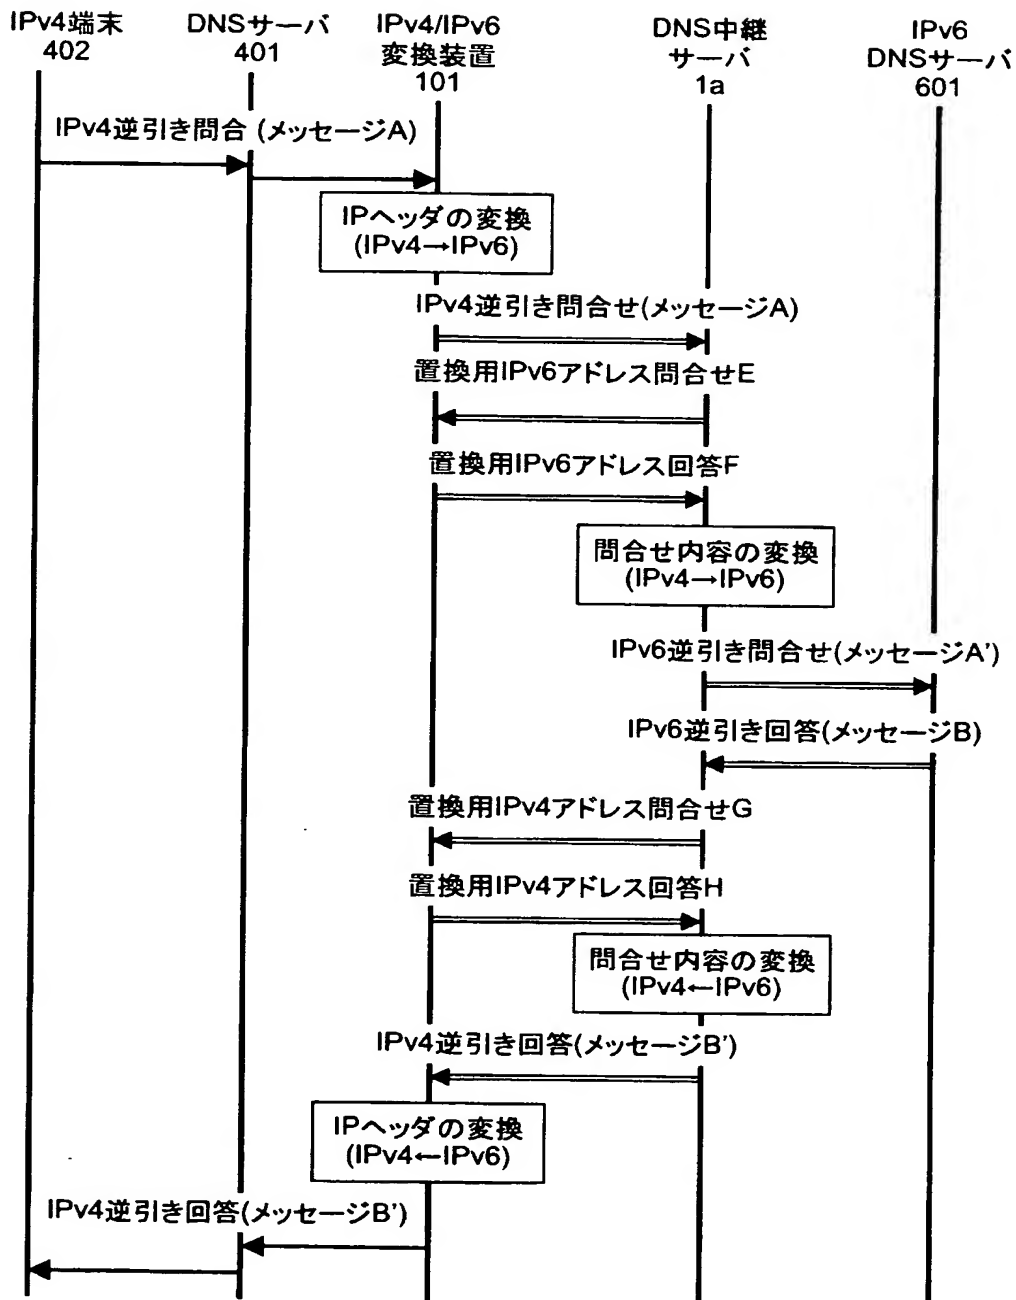 IPv4端末
402
DNSサーバ
401
IPv4/IPv6
変換装置
101
DNS中継
サーバ
1a
IPv6
DNSサーバ
601
IPv4逆引き問合 (メッセージA)
IPヘッダの変換
(IPv4→IPv6)
IPv4逆引き問合せ(メッセージA)
置換用IPv6アドレス問合せE
置換用IPv6アドレス回答F
問合せ内容の変換
(IPv4→IPv6)
IPv6逆引き問合せ(メッセージA')
IPv6逆引き回答(メッセージB)
置換用IPv4アドレス問合せG
置換用IPv4アドレス回答H
問合せ内容の変換
(IPv4←IPv6)
IPv4逆引き回答(メッセージB')
IPヘッダの変換
(IPv4←IPv6)
IPv4逆引き回答(メッセージB')